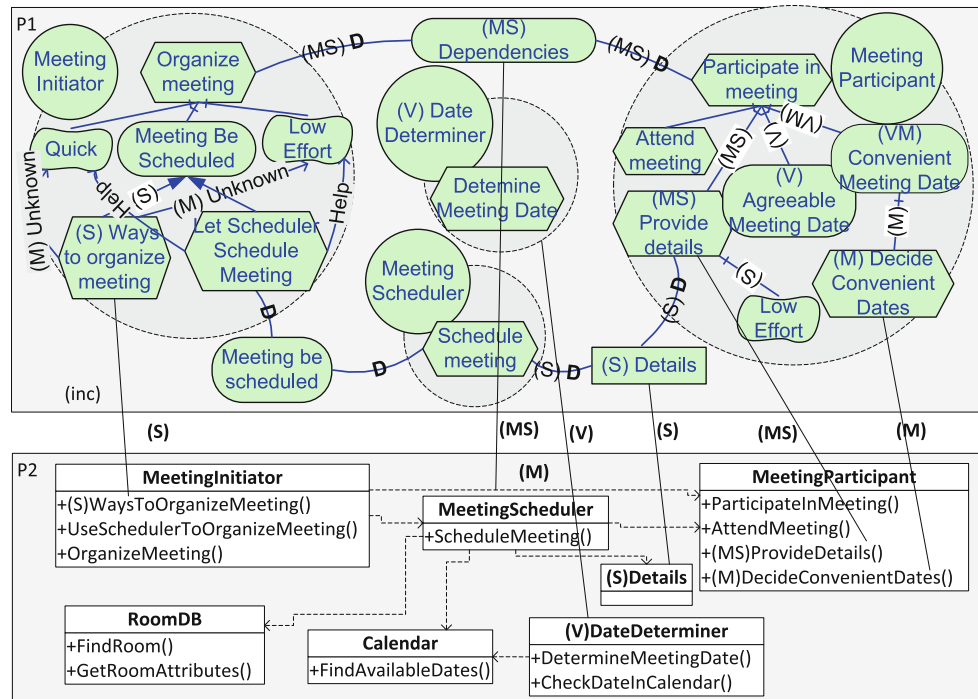 P1
Meeting
Initiator
Organize
meeting
(MS) D
(MS)
Dependencies
(MS) D
Participate in
meeting
Meeting
Participant
Quick
Meeting Be
Scheduled
Low
Effort
(V) Date
Determiner
Detemine
Meeting Date
Attend
meeting
(MS)
(V)
(VM)
(VM)
Convenient
Meeting Date
(V)
Agreeable
Meeting Date
(MS)
Provide
details
(M)
(M) Decide
Convenient
Dates
(S)
Low
Effort
(M) Unknown
Help
(S)
(M) Unknown
Help
(S) Ways
to organize
meeting
Let Scheduler
Schedule
Meeting
Meeting
Scheduler
Schedule
meeting
D
Meeting be
scheduled
D
(S) D
(S) Details
(S) D
(inc)
(S)
(MS)
(V)
(S)
(MS)
(M)
P2
(M)
MeetingInitiator
+(S)WaysToOrganizeMeeting()
+UseSchedulerToOrganizeMeeting()
+OrganizeMeeting()
MeetingScheduler
+ScheduleMeeting()
MeetingParticipant
+ParticipateInMeeting()
+AttendMeeting()
+(MS)ProvideDetails()
+(M)DecideConvenientDates()
(S)Details
RoomDB
+FindRoom()
+GetRoomAttributes()
Calendar
+FindAvailableDates()
(V)DateDeterminer
+DetermineMeetingDate()
+CheckDateInCalendar()